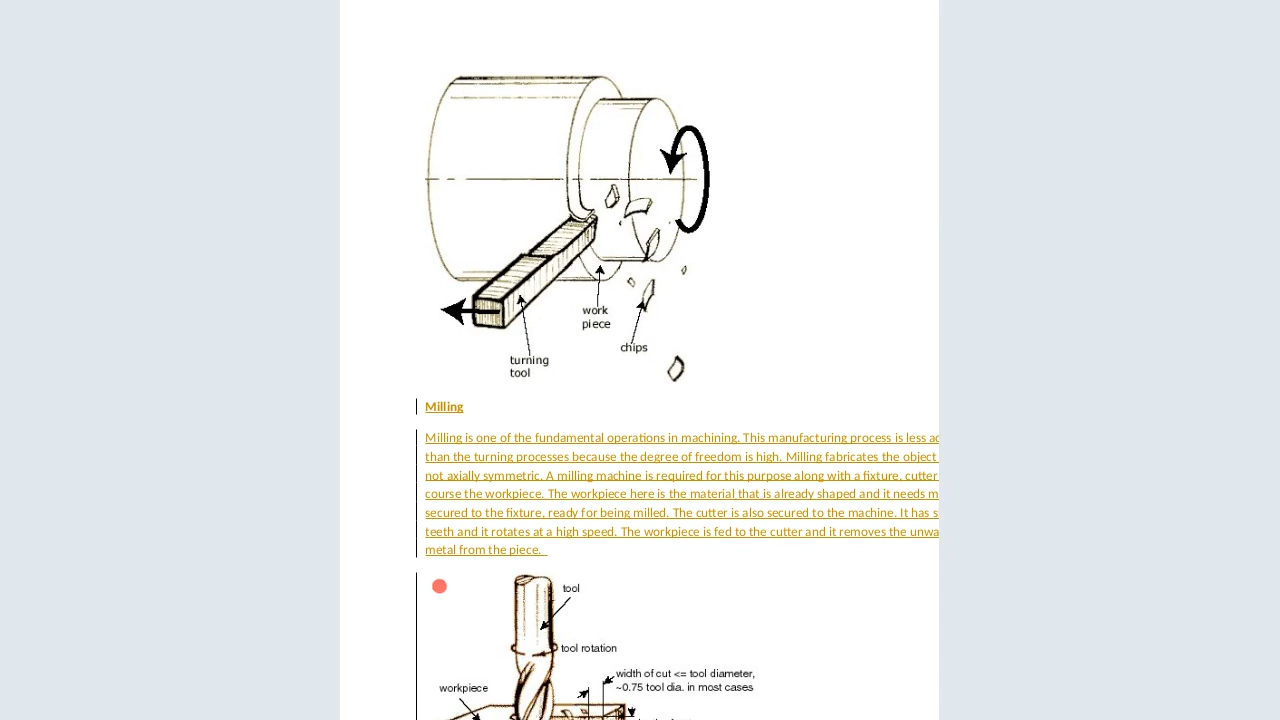 work
piece
chips
turning
tool
Milling
Milling is one of the fundamental operations in machining. This manufacturing process is less
than the turning processes because the degree of freedom is high. Milling fabricates the object
not axially symmetric. A milling machine is required for this purpose along with a fixture, cutter
course the workpiece. The workpiece here is the material that is already shaped and it needs
secured to the fixture, ready for being milled. The cutter is also secured to the machine. It has
teeth and it rotates at a high speed. The workpiece is fed to the cutter and it removes the
metal from the piece.
tool
tool rotation
width of cut <= tool diameter,
~0.75 tool dia. in most cases
workpiece